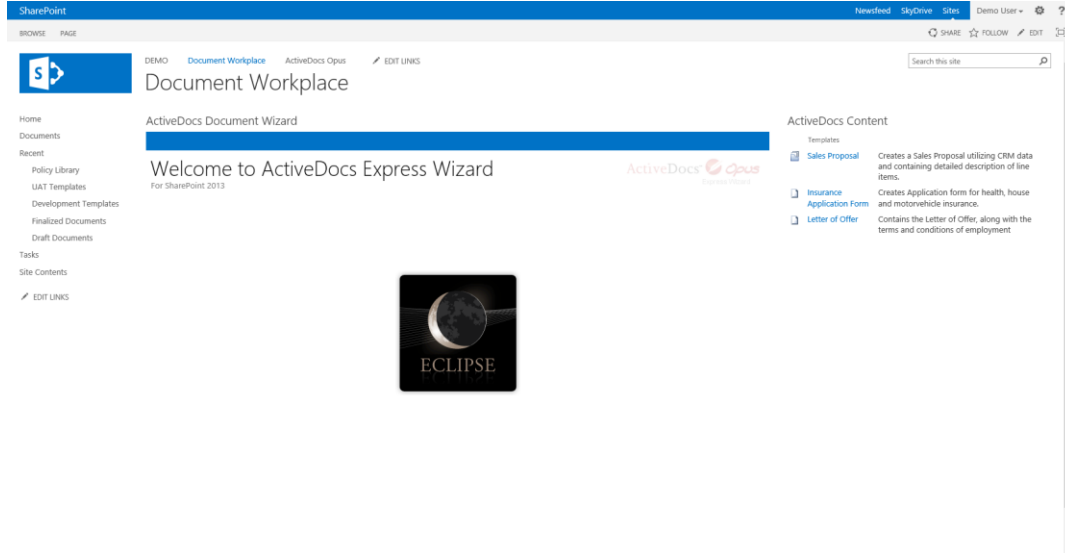 SharePoint
Newsfeed SkyDrive Sites Demo User ?
BROWSE PAGE
SHARE FOLLOW EDIT
S
DEMO Document Workplace ActiveDocs Opus EDIT LINKS
Search this site
Document Workplace
Home
Documents
Recent
Policy Library
UAT Templates
Development Templates
Finalized Documents
Draft Documents
Tasks
Site Contents
EDIT LINKS
ActiveDocs Document Wizard
Welcome to ActiveDocs Express Wizard
For SharePoint 2013
ActiveDocs Opus
Express Wizard
ECLIPSE
ActiveDocs Content
Templates
Sales Proposal Creates a Sales Proposal utilizing CRM data
and containing detailed description of line
items.
Insurance Creates Application form for health, house
Application Form and motorvehicle insurance.
Letter of Offer Contains the Letter of Offer, along with the
terms and conditions of employment